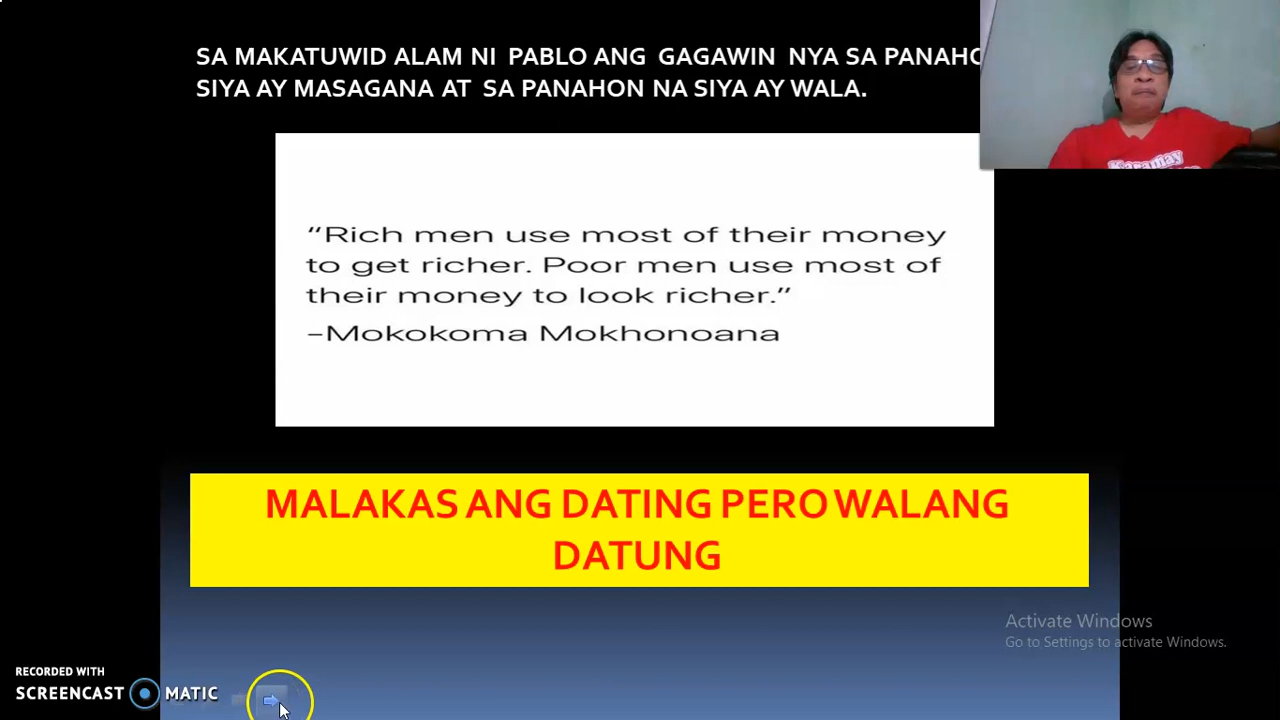 SA MAKATUWID ALAM NI PABLO ANG GAGAWIN NYA SA
SIYA AY MASAGANA AT SA PANAHON NA SIYA AY WALA.
“Rich men use most of their money
to get richer. Poor men use most of
their money to look richer.”
–Mokokoma Mokhonoana
MALAKAS ANG DATING PERO WALANG
DATUNG
Activate Windows
Go to Settings to activate Windows.
RECORDED WITH
SCREENCAST MATIC